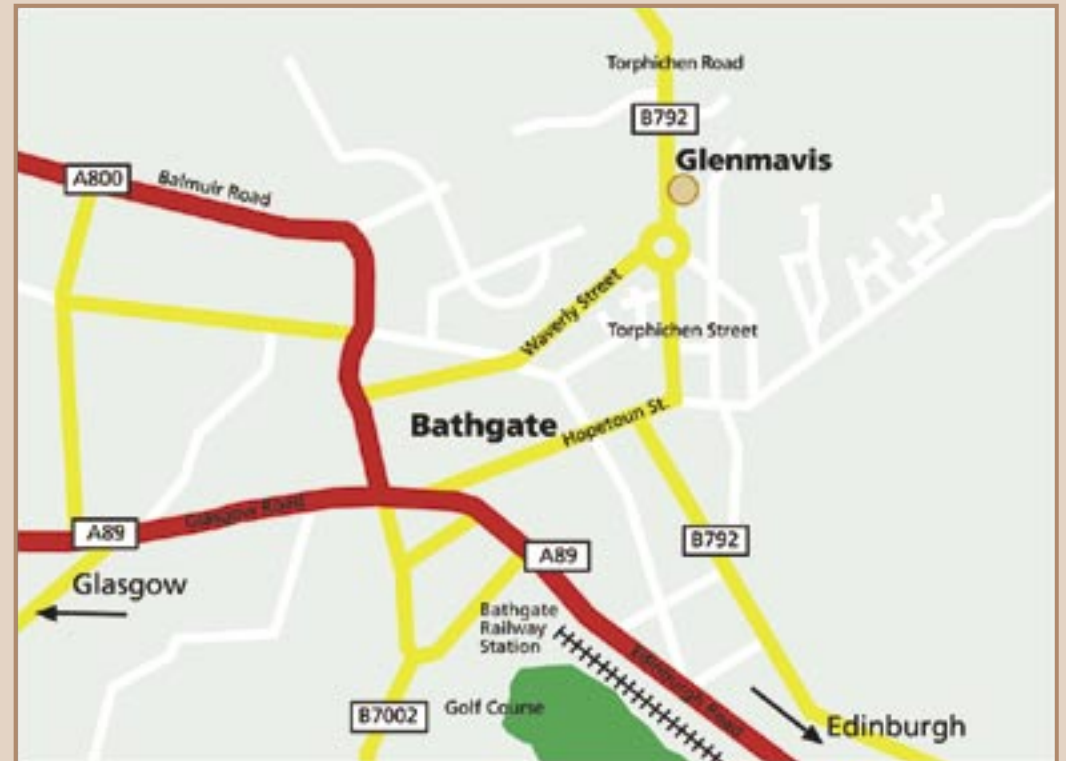 Torphichen Road
B792
Glenmavis
A800
Balmuir Road
Waverly Street
Torphichen Street
Bathgate
Hopetoun St.
Glasgow Road
A89
B792
A89
Glasgow
Bathgate
Railway
Station
Edinburgh Road
Golf Course
B7002
Edinburgh